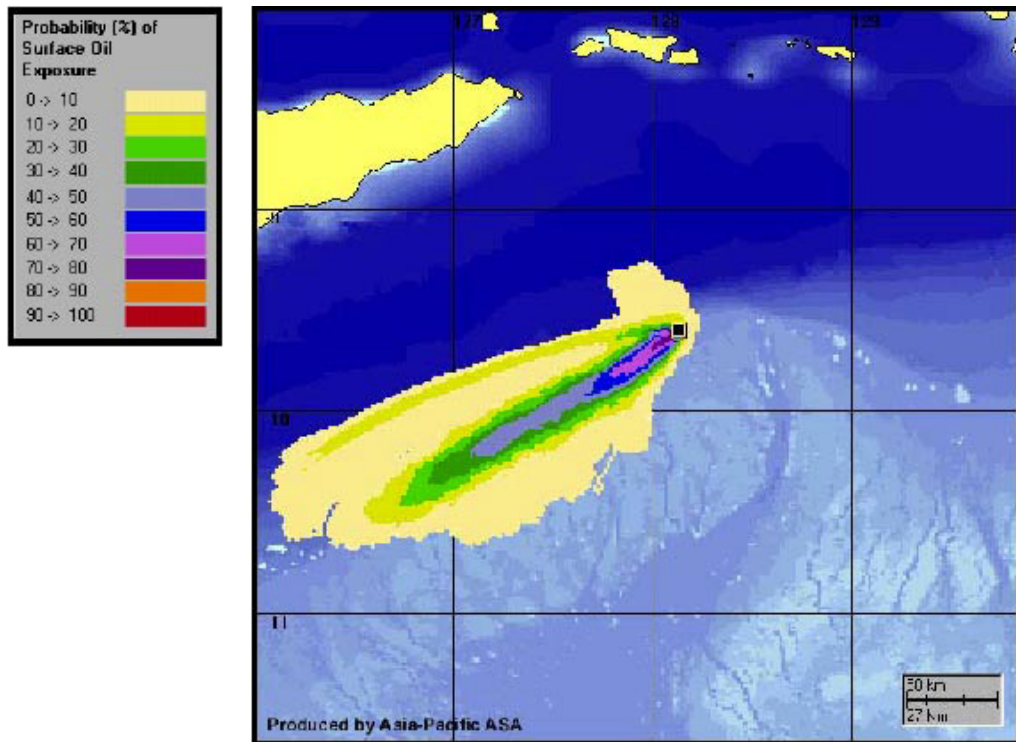 Probability (%) of
Surface Oil
Exposure
0 -> 10
10 -> 20
20 -> 30
30 -> 40
40 -> 50
50 -> 60
60 -> 70
70 -> 80
80 -> 90
90 -> 100
127
128
129
10
11
50 km
27 km
Produced by Asia-Pacific ASA